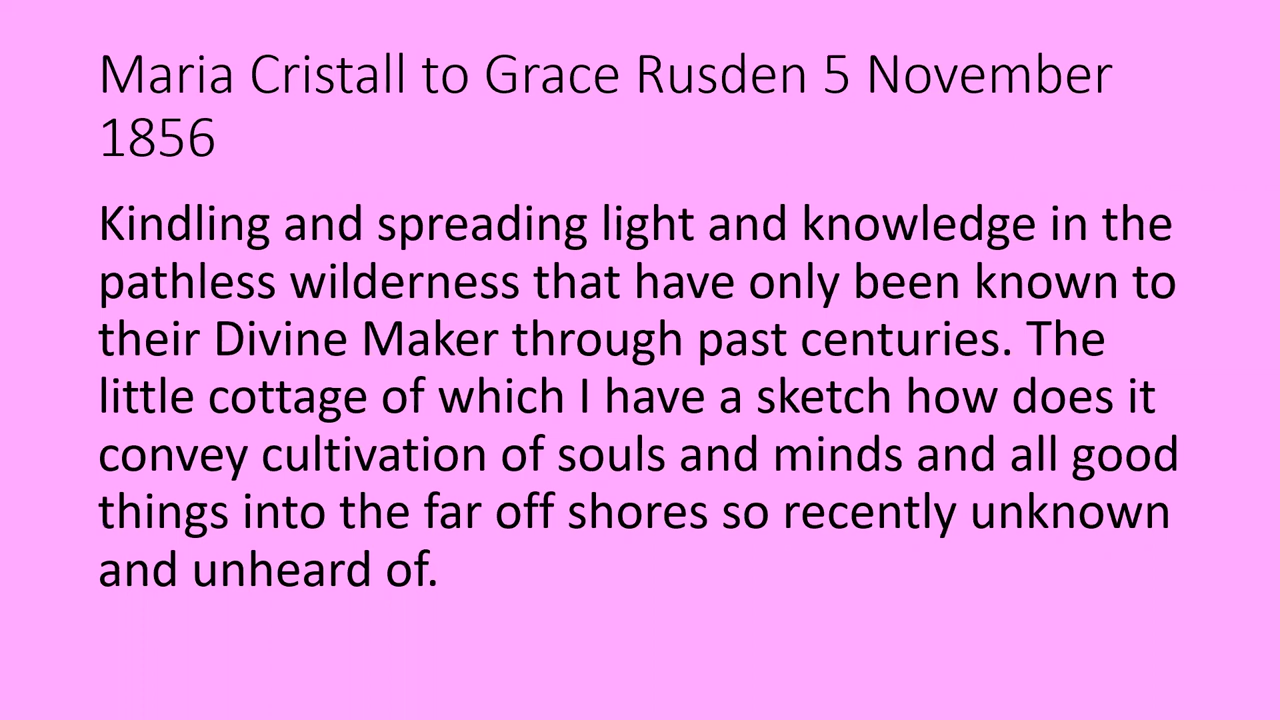 Maria Cristall to Grace Rusden 5 November
1856
Kindling and spreading light and knowledge in the
pathless wilderness that have only been known to
their Divine Maker through past centuries. The
little cottage of which I have a sketch how does it
convey cultivation of souls and minds and all good
things into the far off shores so recently unknown
and unheard of.